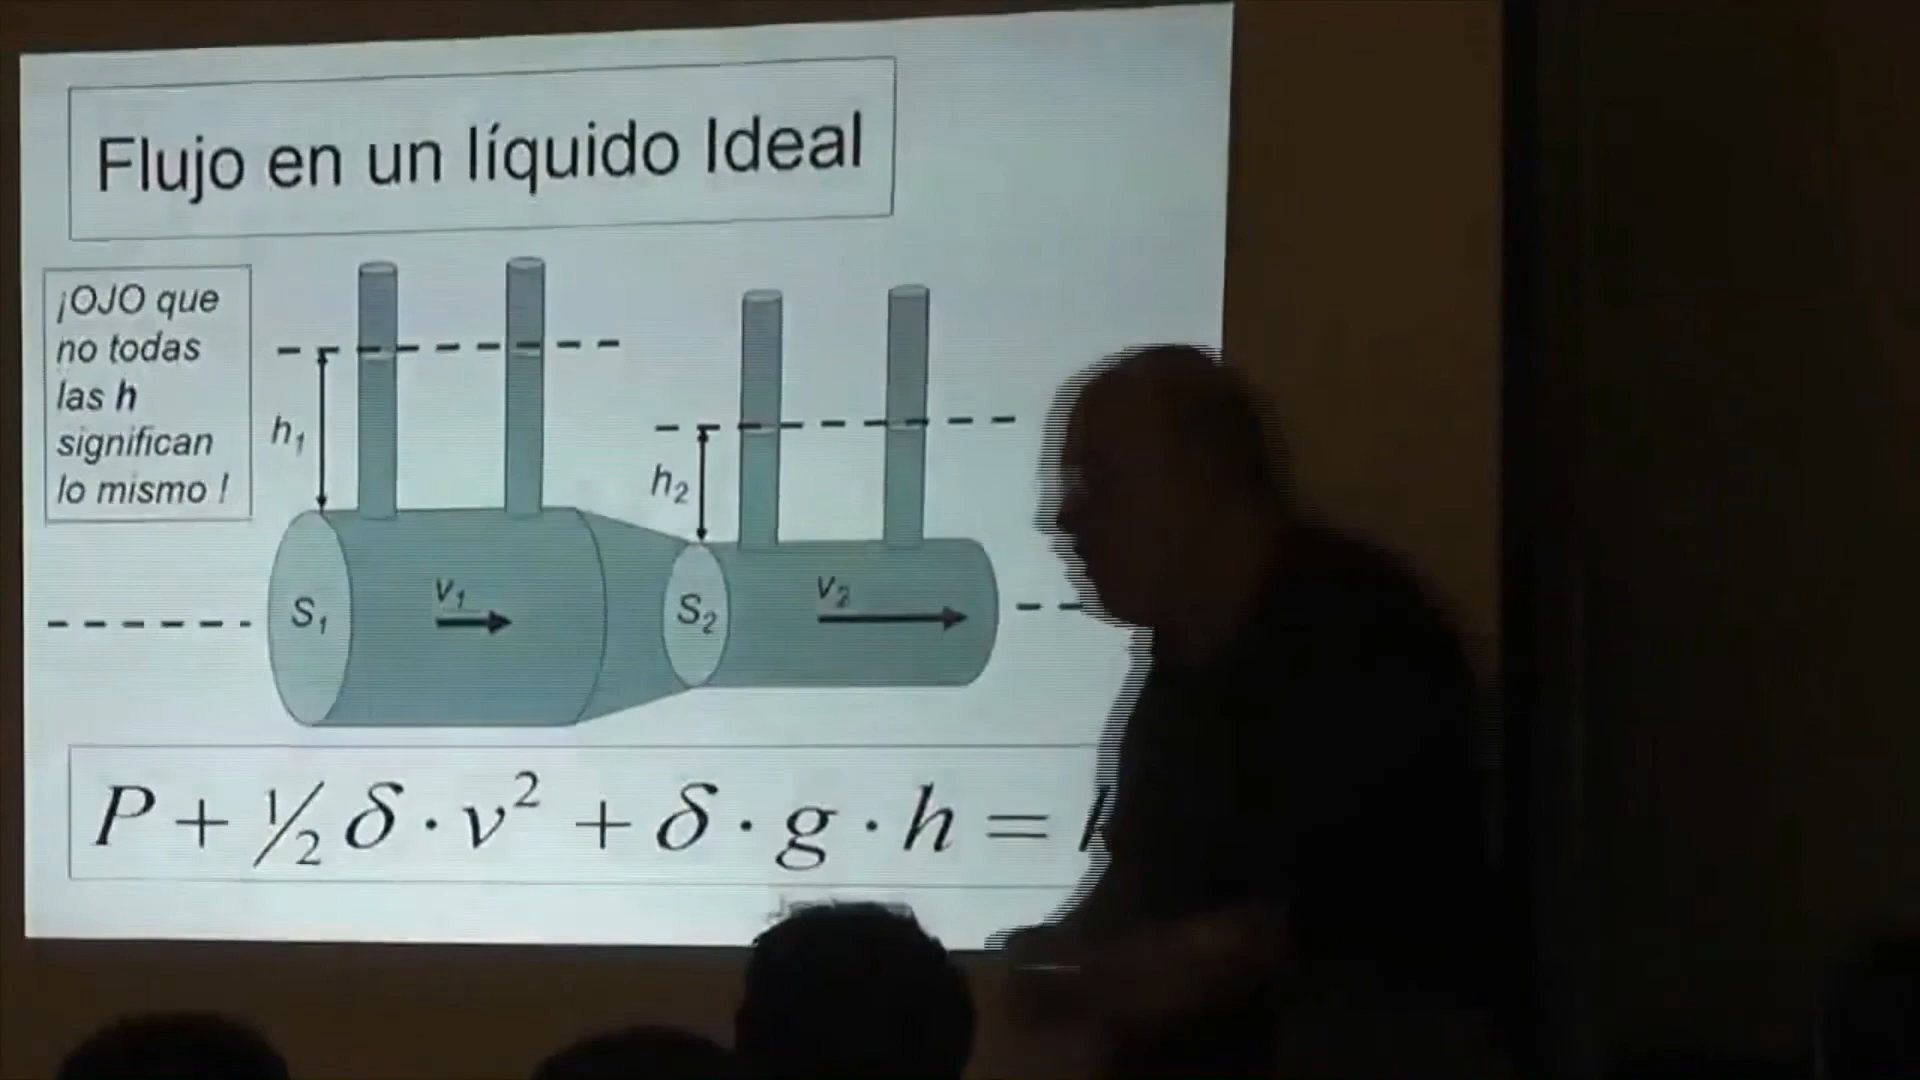 Flujo en un líquido Ideal
¡OJO que
no todas
las h
significan
lo mismo !
h₁
h₂
S₁
v₁
S₂
v₂
P + ½ δ · v² + δ · g · h =